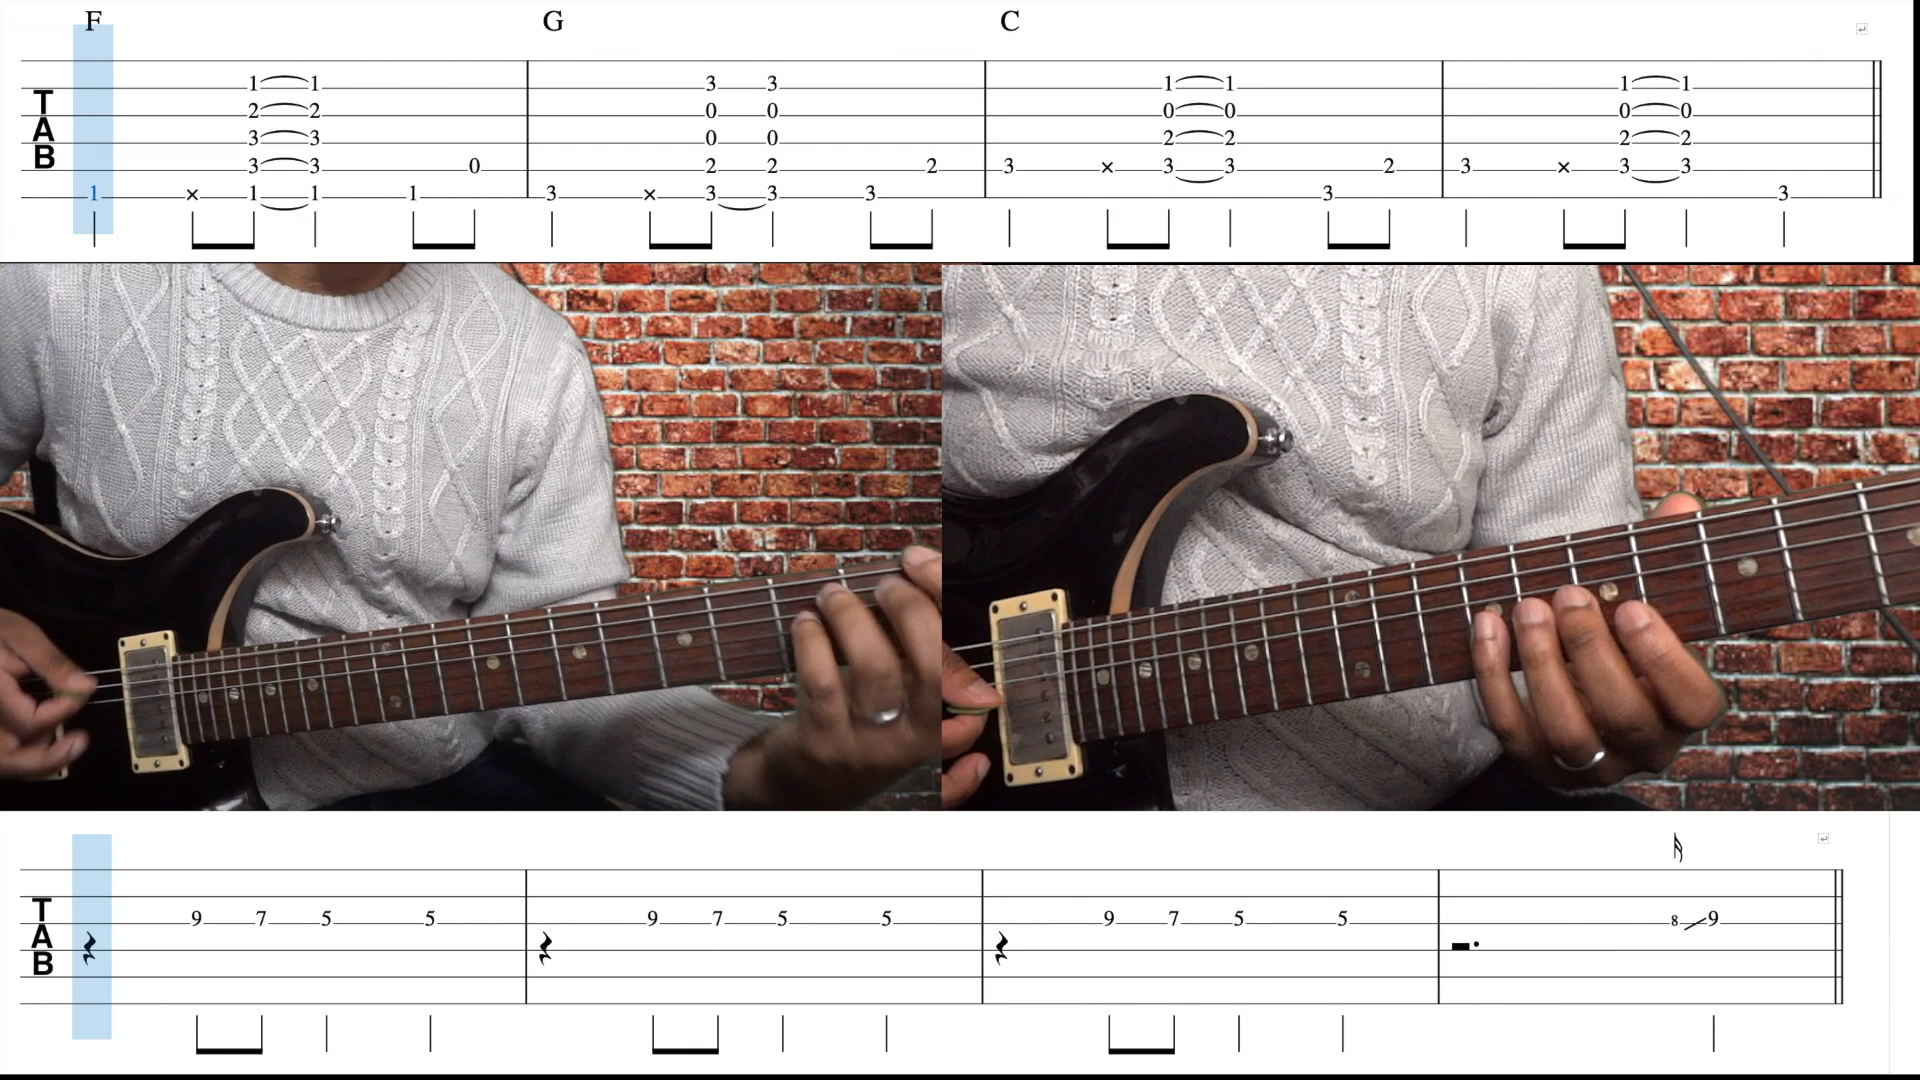 F G C
1 1 1 3 3 1 1 1 1
2 2 0 0 0 0 0 0
T 3 3 0 0 2 2 2 2
A 3 3 0 2 2 2 3 × 3 3 2 3 × 3 3
B 1 × 1 1 1 3 × 3 3 3 3 3
T 9 7 5 5 9 7 5 5 9 7 5 5 8 9
A
B